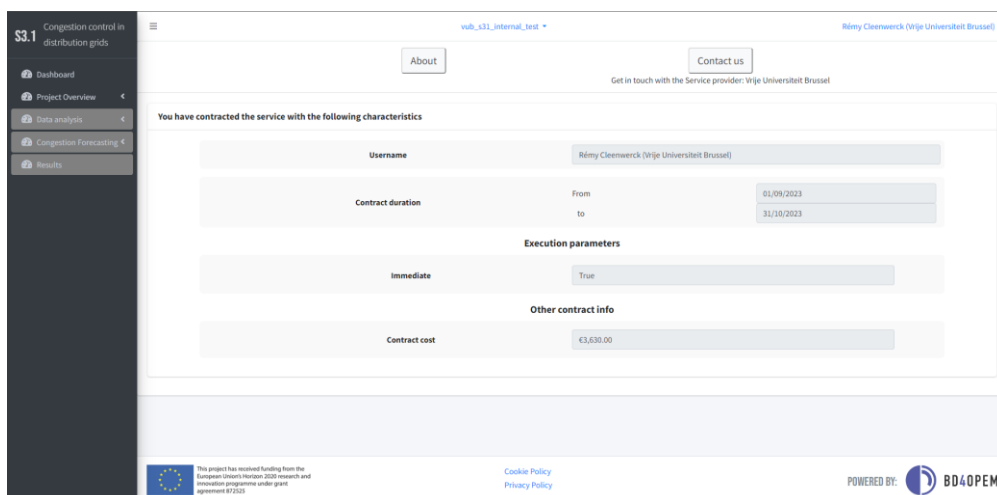 S3.1
Congestion control in
distribution grids
vub_s31_internal_test
Rémy Cleenwerck (Vrije Universiteit Brussel)
Dashboard
Project Overview
Data analysis
Congestion Forecasting
Results
About
Contact us
Get in touch with the Service provider: Vrije Universiteit Brussel
You have contracted the service with the following characteristics
Username
Rémy Cleenwerck (Vrije Universiteit Brussel)
Contract duration
From
01/09/2023
to
31/10/2023
Execution parameters
Immediate
True
Other contract info
Contract cost
€3,630.00
This project has received funding from the
European Union's Horizon 2020 research and
innovation programme under grant
agreement 872525
Cookie Policy
Privacy Policy
POWERED BY:
BD4OPEM